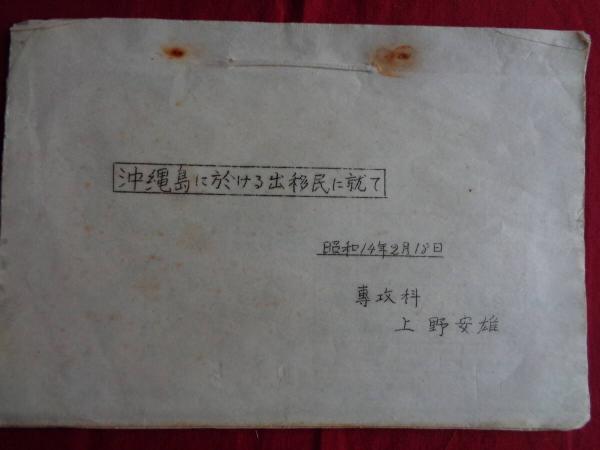 沖縄島に於ける出移民に就て
昭和14年2月18日
専攻科
上野安雄